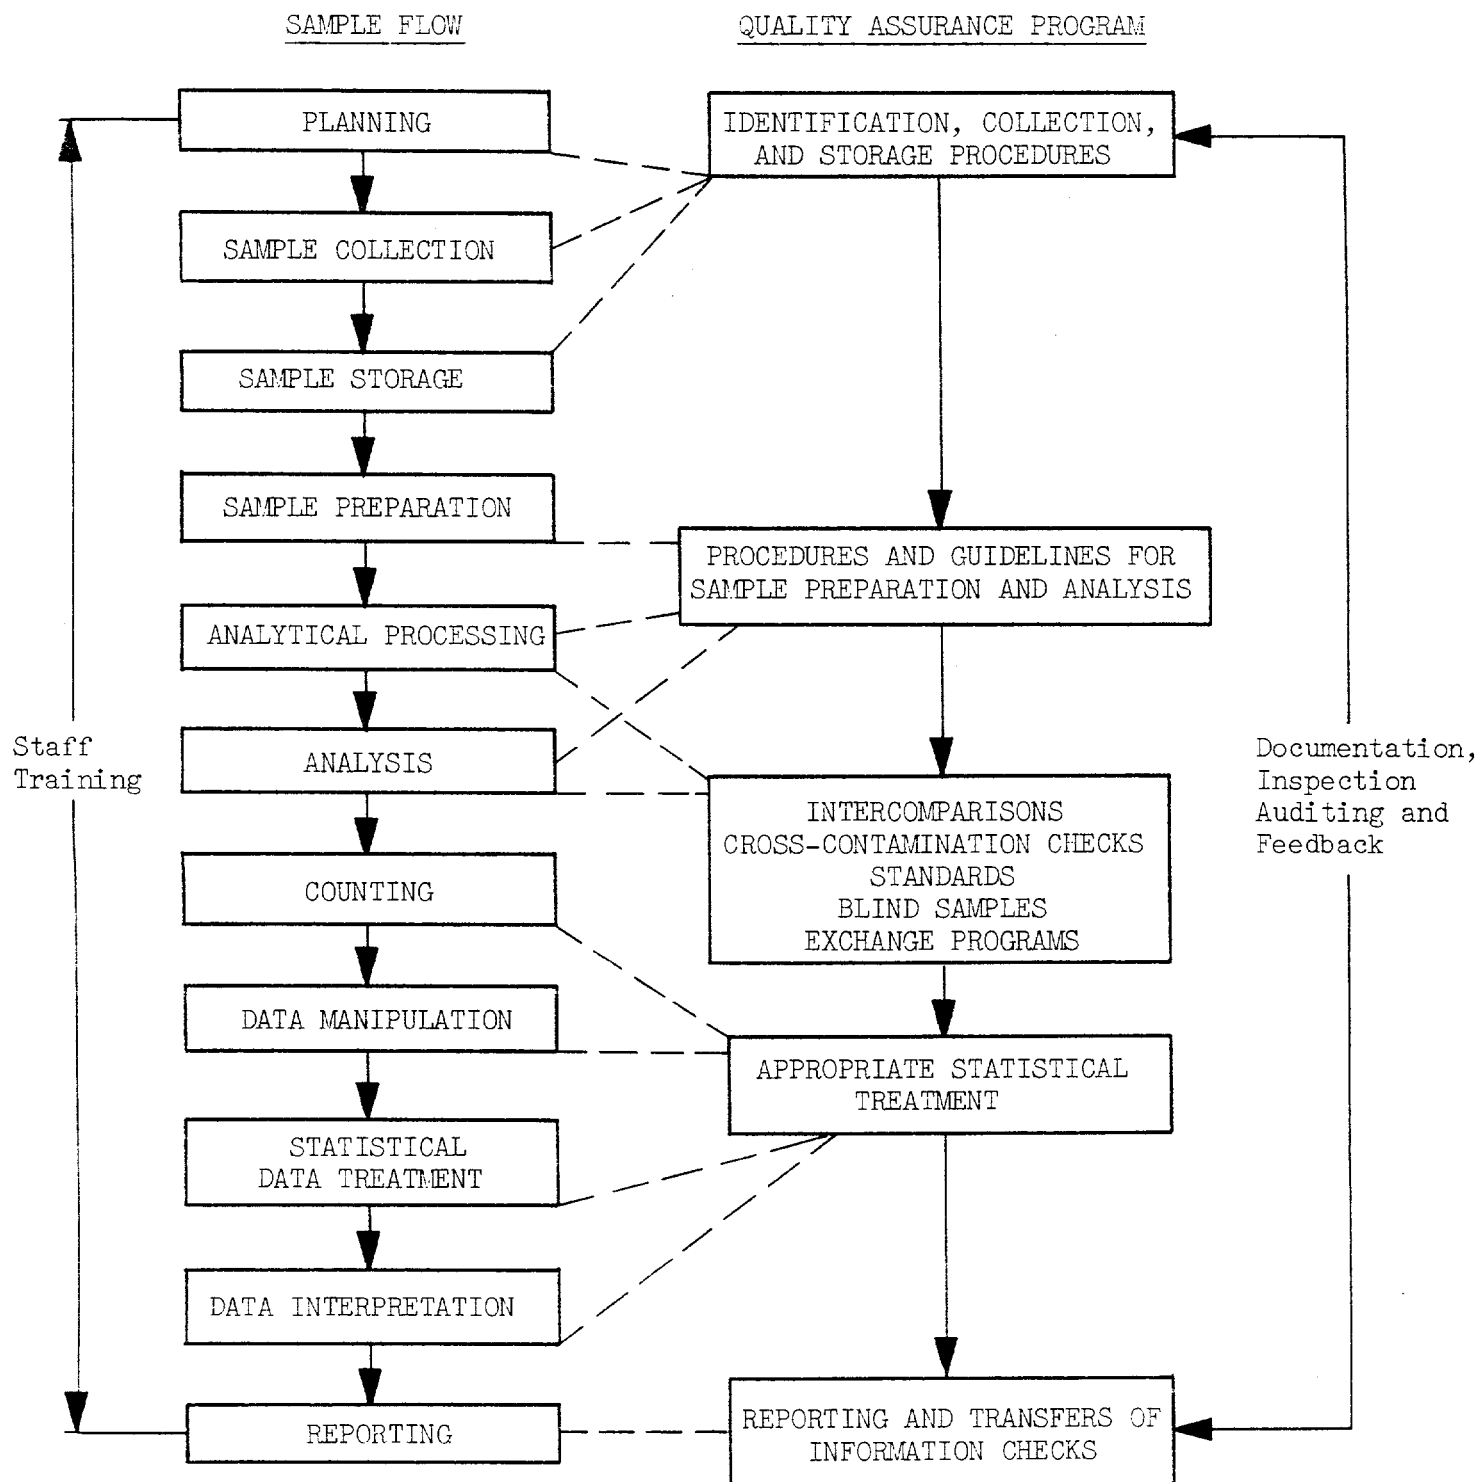 SAMPLE FLOW
QUALITY ASSURANCE PROGRAM
PLANNING
IDENTIFICATION, COLLECTION,
AND STORAGE PROCEDURES
SAMPLE COLLECTION
SAMPLE STORAGE
SAMPLE PREPARATION
PROCEDURES AND GUIDELINES FOR
SAMPLE PREPARATION AND ANALYSIS
ANALYTICAL PROCESSING
Staff
Training
ANALYSIS
Documentation,
Inspection
Auditing and
Feedback
INTERCOMPARISONS
CROSS-CONTAMINATION CHECKS
STANDARDS
BLIND SAMPLES
EXCHANGE PROGRAMS
COUNTING
DATA MANIPULATION
APPROPRIATE STATISTICAL
TREATMENT
STATISTICAL
DATA TREATMENT
DATA INTERPRETATION
REPORTING
REPORTING AND TRANSFERS OF
INFORMATION CHECKS